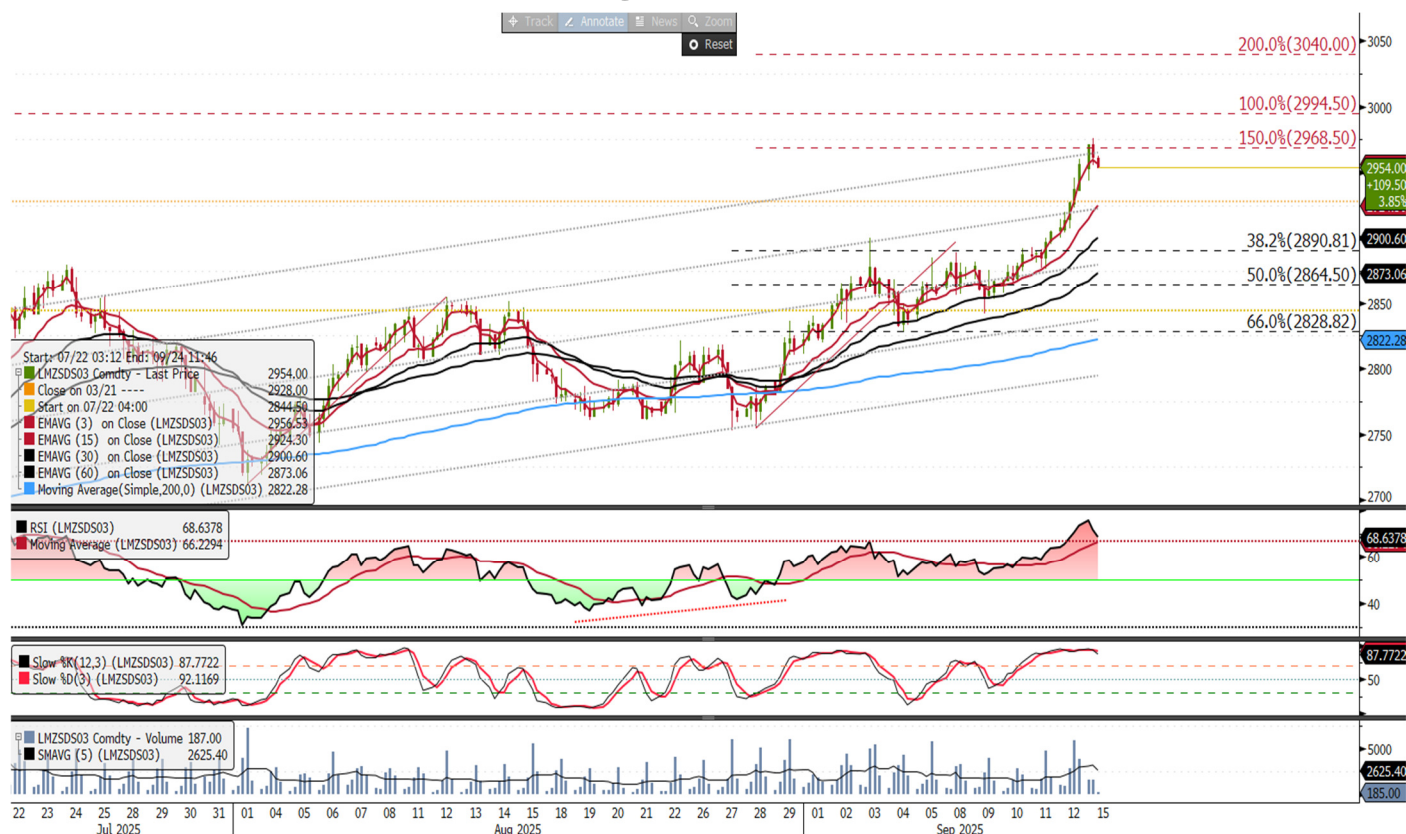 Track Annotate News Zoom
Reset
200.0%(3040.00)
100.0%(2994.50)
150.0%(2968.50)
38.2%(2890.81)
50.0%(2864.50)
66.0%(2828.82)
3050
3000
2954.00
+109.50
3.85%
2900.60
2873.06
2850
2822.28
2800
2750
2700
Start: 07/22 03:12 End: 09/24 11:46
LMZSDS03 Comdty - Last Price 2954.00
Close on 03/21 ---- 2928.00
Start on 07/22 04:00 2844.50
EMAVG (3) on Close (LMZSDS03) 2956.53
EMAVG (15) on Close (LMZSDS03) 2924.30
EMAVG (30) on Close (LMZSDS03) 2900.60
EMAVG (60) on Close (LMZSDS03) 2873.06
Moving Average(Simple,200,0) (LMZSDS03) 2822.28
RSI (LMZSDS03) 68.6378
Moving Average (LMZSDS03) 66.2294
68.6378
60
40
Slow %K(12,3) (LMZSDS03) 87.7722
Slow %D(3) (LMZSDS03) 92.1169
87.7722
50
LMZSDS03 Comdty - Volume 187.00
SMAVG (5) (LMZSDS03) 2625.40
5000
2625.40
185.00
22 23 24 25 28 29 30 31 01 04 05 06 07 08 11 12 13 14 15 18 19 20 21 22 26 27 28 29 01 02 03 04 05 08 09 10 11 12 15
Jul 2025 Aug 2025 Sep 2025